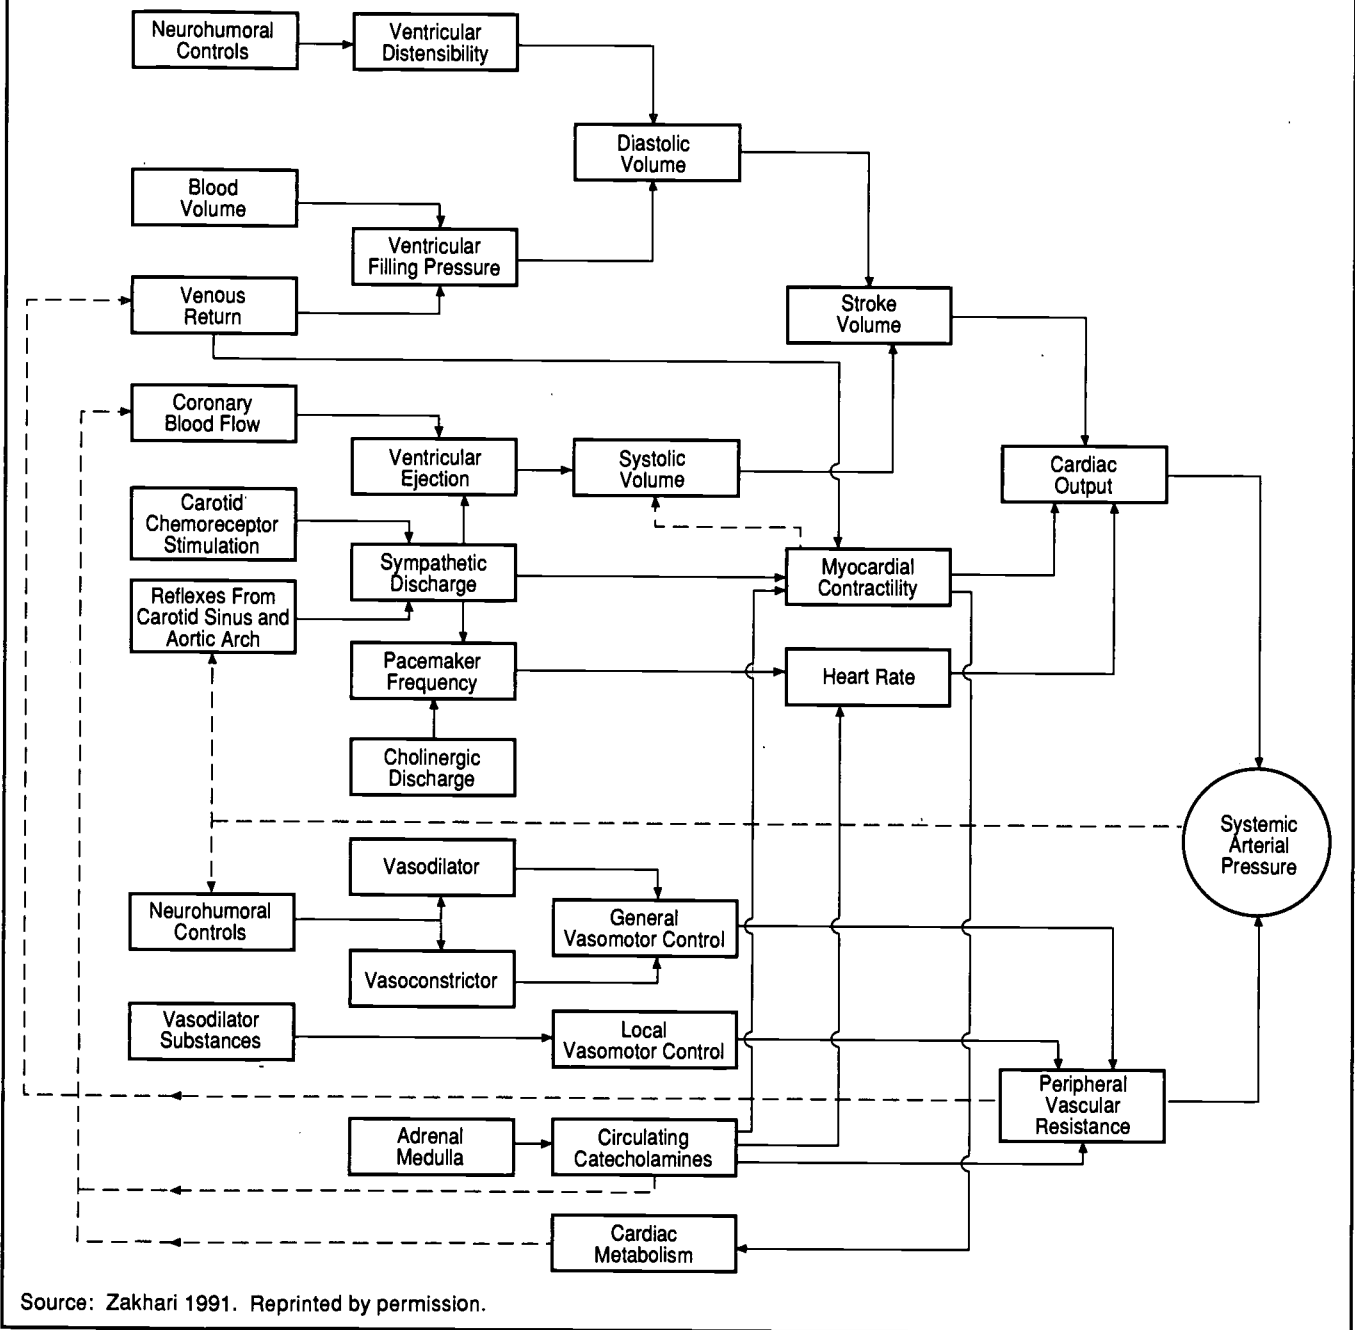 Neurohumoral
Controls
Ventricular
Distensibility
Diastolic
Volume
Blood
Volume
Ventricular
Filling Pressure
Venous
Return
Stroke
Volume
Coronary
Blood Flow
Ventricular
Ejection
Systolic
Volume
Cardiac
Output
Carotid
Chemoreceptor
Stimulation
Sympathetic
Discharge
Myocardial
Contractility
Reflexes From
Carotid Sinus and
Aortic Arch
Pacemaker
Frequency
Heart Rate
Cholinergic
Discharge
Systemic
Arterial
Pressure
Vasodilator
Neurohumoral
Controls
General
Vasomotor Control
Vasoconstrictor
Vasodilator
Substances
Local
Vasomotor Control
Peripheral
Vascular
Resistance
Adrenal
Medulla
Circulating
Catecholamines
Cardiac
Metabolism
Source: Zakhari 1991. Reprinted by permission.